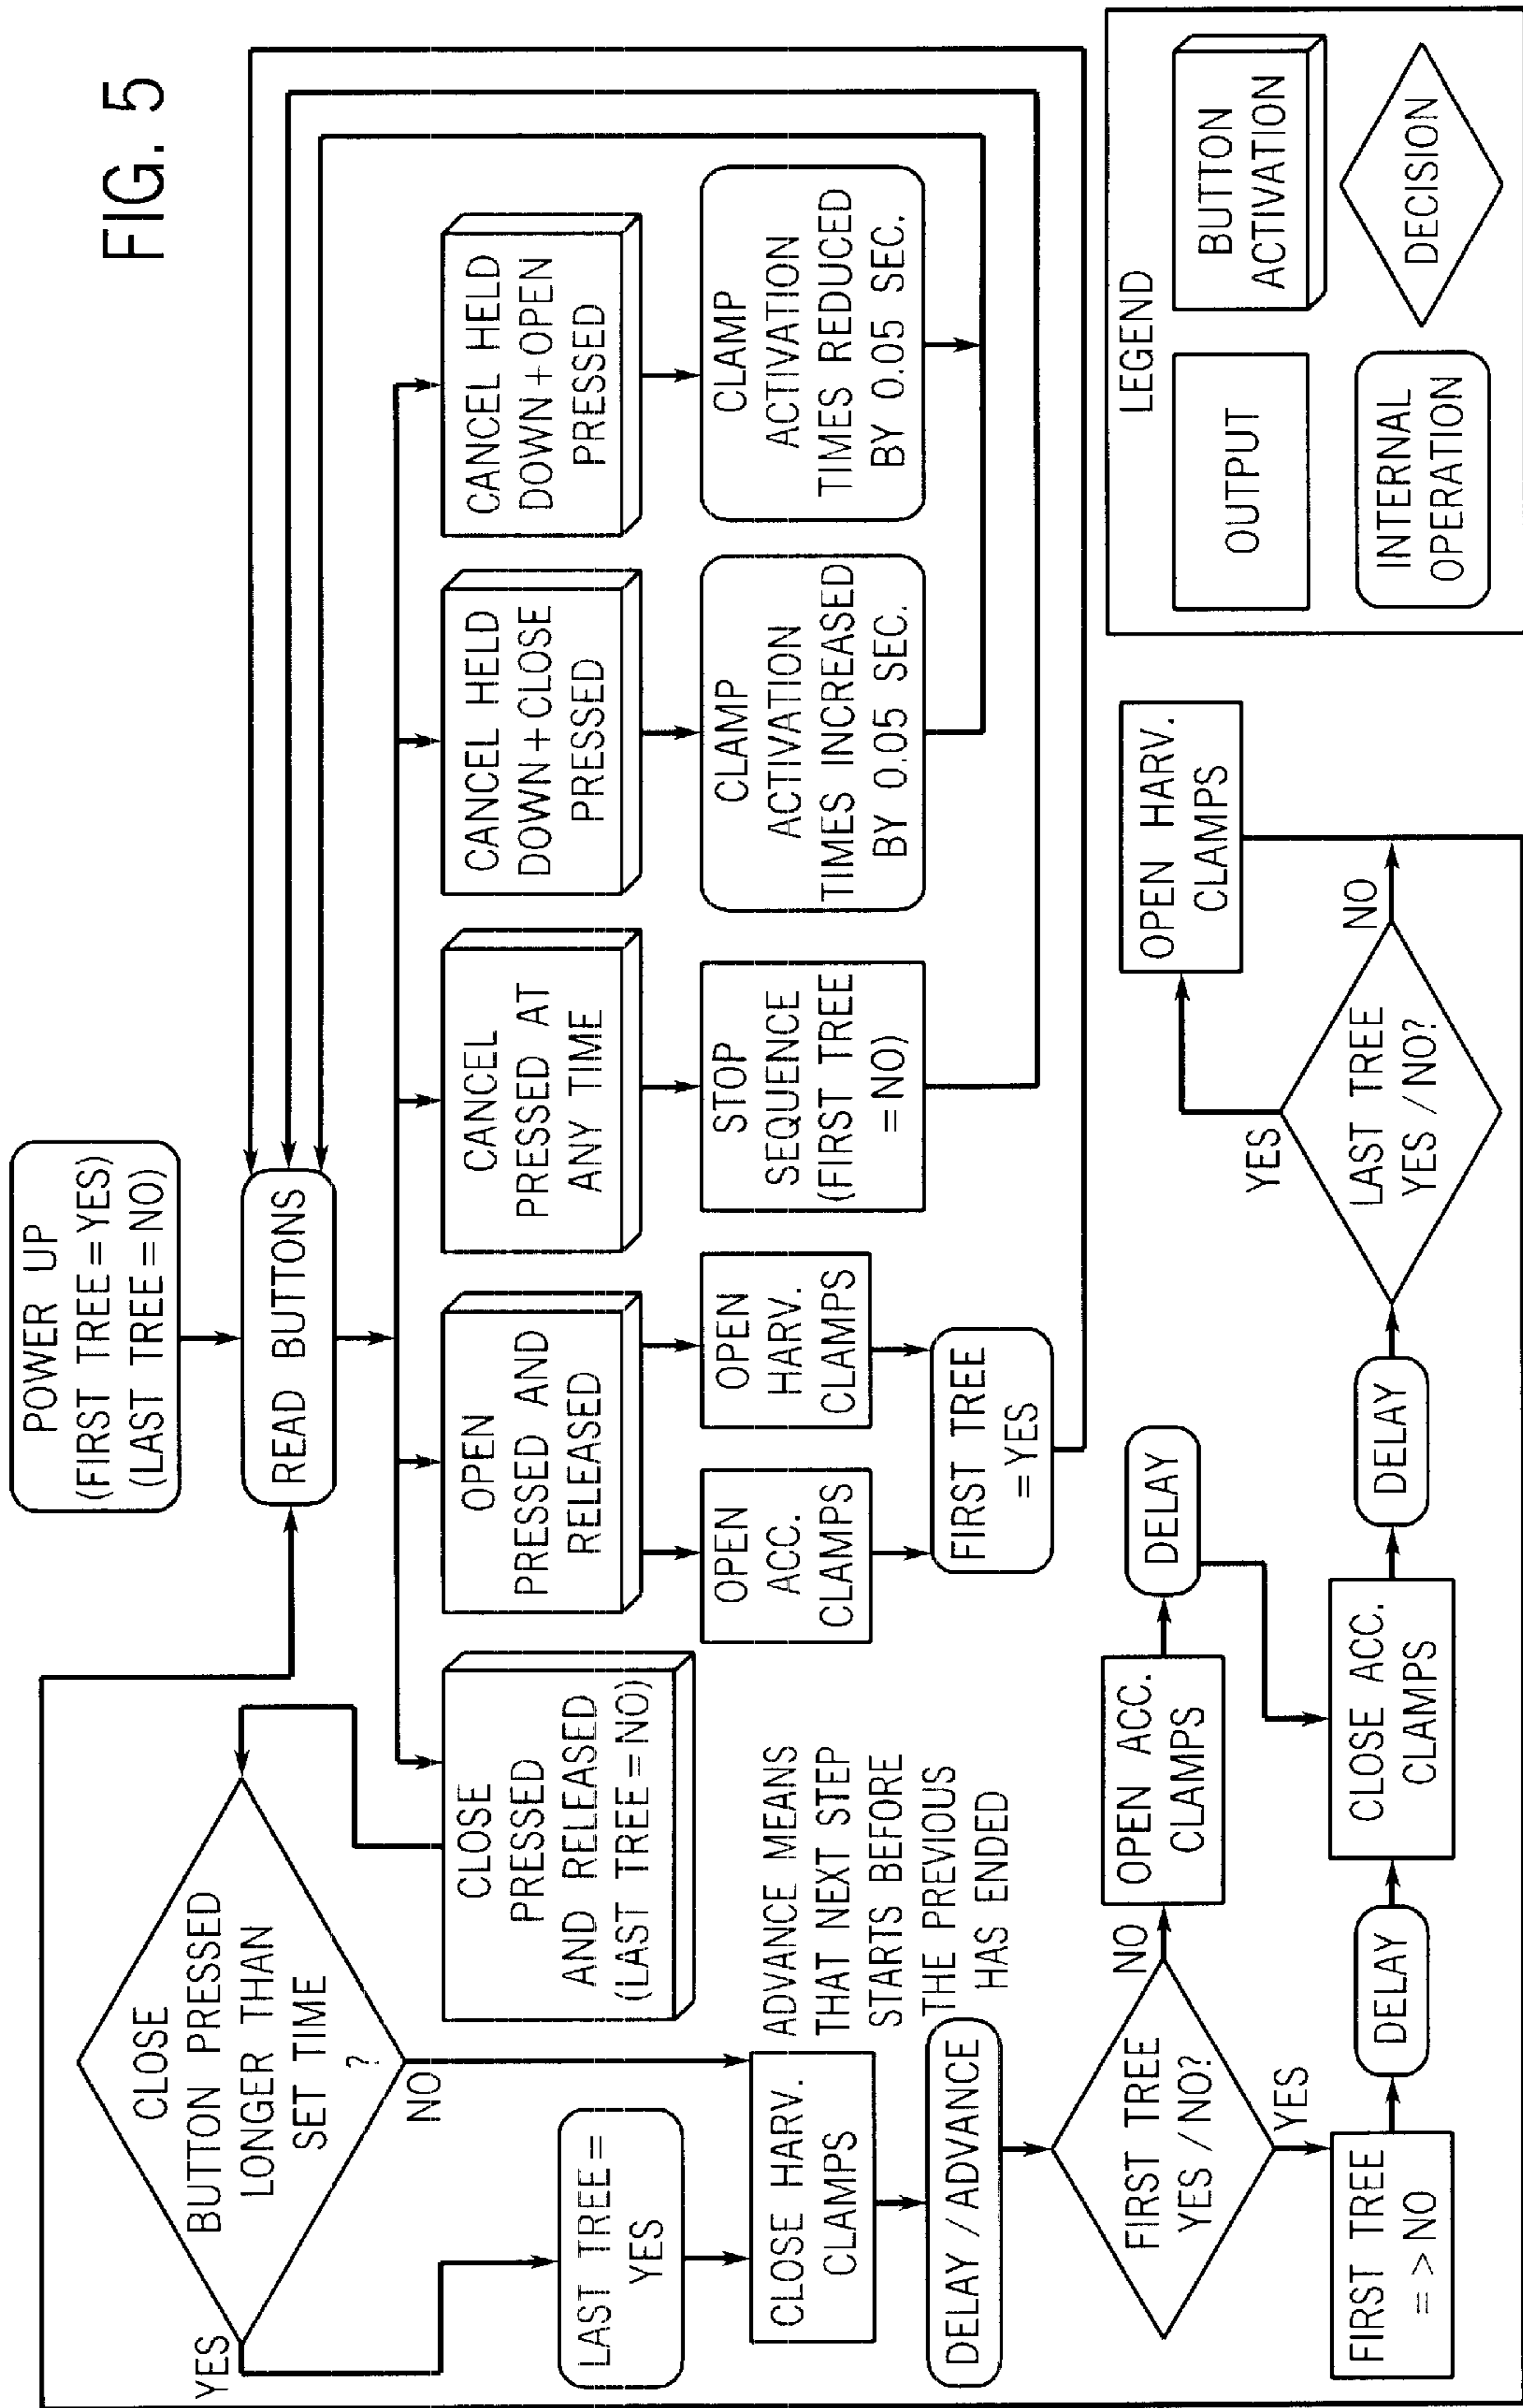 FIG. 5
POWER UP
(FIRST TREE = YES)
(LAST TREE = NO)
READ BUTTONS
CLOSE
BUTTON PRESSED
LONGER THAN
SET TIME
?
YES
NO
CLOSE
PRESSED
AND RELEASED
(LAST TREE = NO)
OPEN
PRESSED AND
RELEASED
CANCEL
PRESSED AT
ANY TIME
CANCEL HELD
DOWN + CLOSE
PRESSED
CANCEL HELD
DOWN + OPEN
PRESSED
LAST TREE =
YES
OPEN
ACC.
CLAMPS
OPEN
HARV.
CLAMPS
STOP
SEQUENCE
(FIRST TREE
= NO)
CLAMP
ACTIVATION
TIMES INCREASED
BY 0.05 SEC.
CLAMP
ACTIVATION
TIMES REDUCED
BY 0.05 SEC.
CLOSE HARV.
CLAMPS
ADVANCE MEANS
THAT NEXT STEP
STARTS BEFORE
THE PREVIOUS
HAS ENDED
FIRST TREE
= YES
DELAY / ADVANCE
FIRST TREE
YES / NO?
NO
YES
OPEN ACC.
CLAMPS
DELAY
FIRST TREE
= > NO
DELAY
CLOSE ACC.
CLAMPS
DELAY
LAST TREE
YES / NO?
YES
NO
OPEN HARV.
CLAMPS
LEGEND
OUTPUT
BUTTON
ACTIVATION
INTERNAL
OPERATION
DECISION